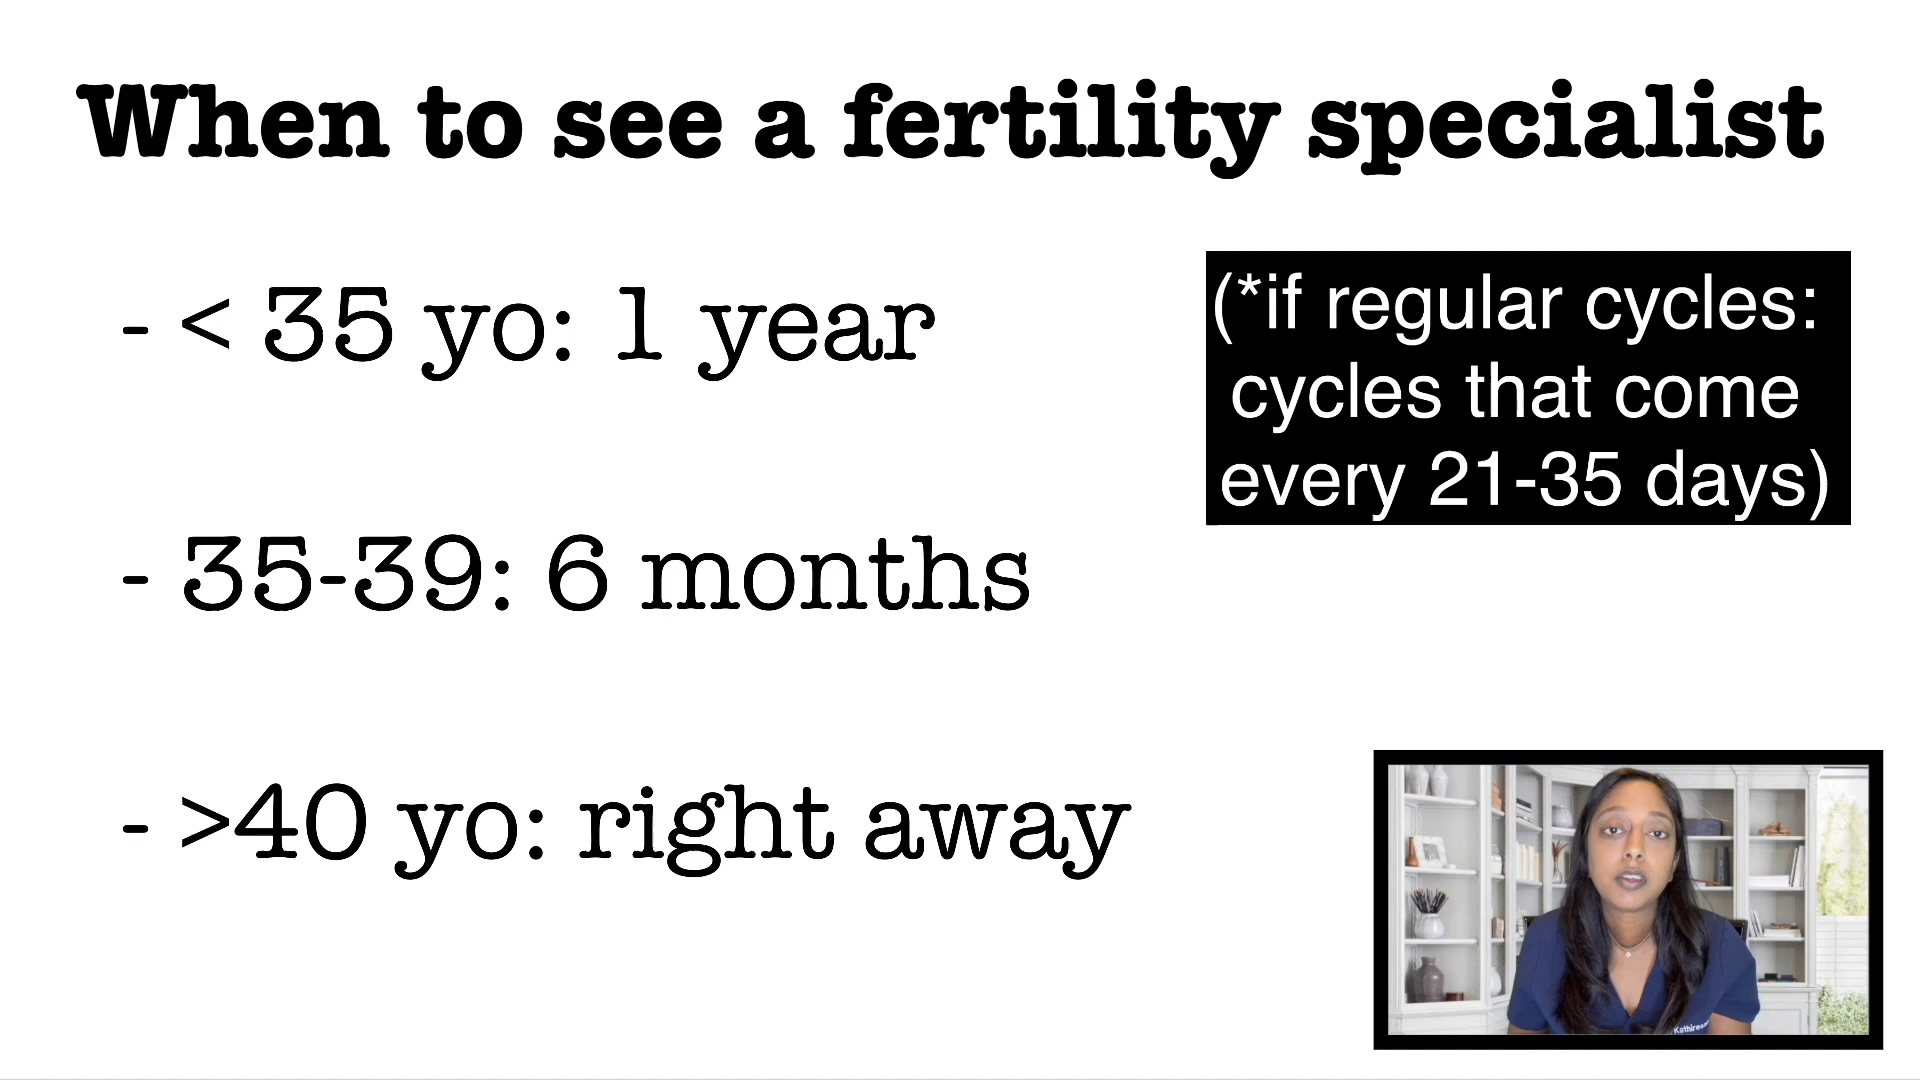 When to see a fertility specialist
- < 35 yo: 1 year
(*if regular cycles:
cycles that come
every 21-35 days)
- 35-39: 6 months
- >40 yo: right away